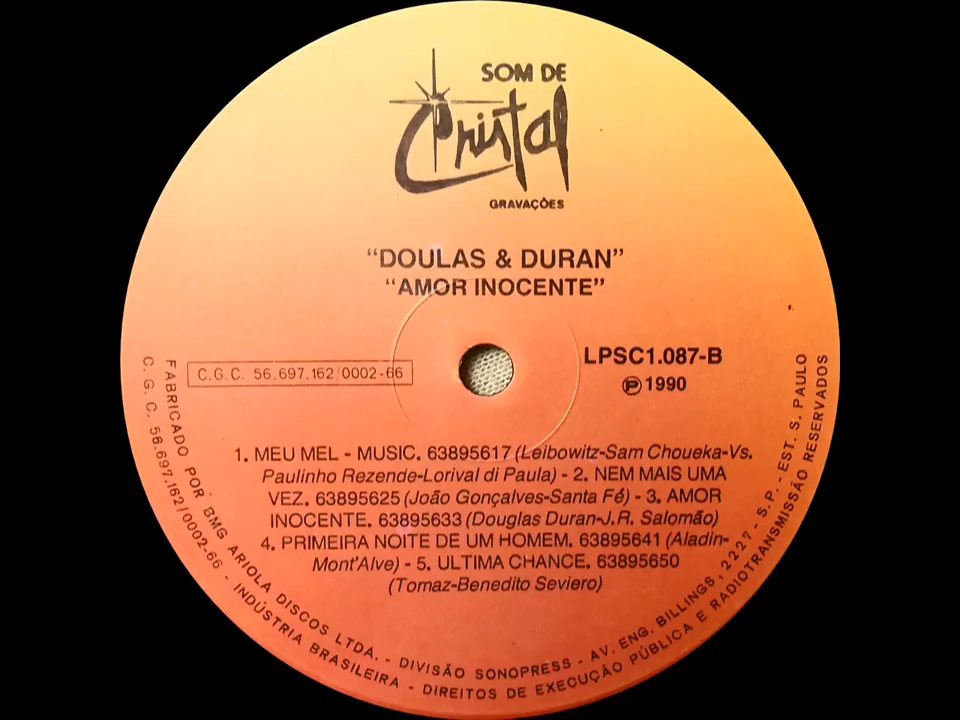 SOM DE
Cristal
GRAVAÇÕES
"DOULAS & DURAN"
"AMOR INOCENTE"
LPSC1.087-B
℗ 1990
C.G.C. 56.697.162/0002-66
1. MEU MEL - MUSIC. 63895617 (Leibowitz-Sam Choueka-Vs.
Paulinho Rezende-Lorival di Paula) - 2. NEM MAIS UMA
VEZ. 63895625 (João Gonçalves-Santa Fé) - 3. AMOR
INOCENTE. 63895633 (Douglas Duran-J.R. Salomão)
4. PRIMEIRA NOITE DE UM HOMEM. 63895641 (Aladin-
Mont'Alve) - 5. ULTIMA CHANCE. 63895650
(Tomaz-Benedito Seviero)
FABRICADO POR BMG ARIOLA DISCOS LTDA. - DIVISÃO SONOPRESS - AV. ENG. BILLINGS, 2227 - S.P. - EST. S. PAULO
C. G. C. 56.697.162/0002-66 - INDÚSTRIA BRASILEIRA - DIREITOS DE EXECUÇÃO PÚBLICA E RADIOTRANSMISSÃO RESERVADOS